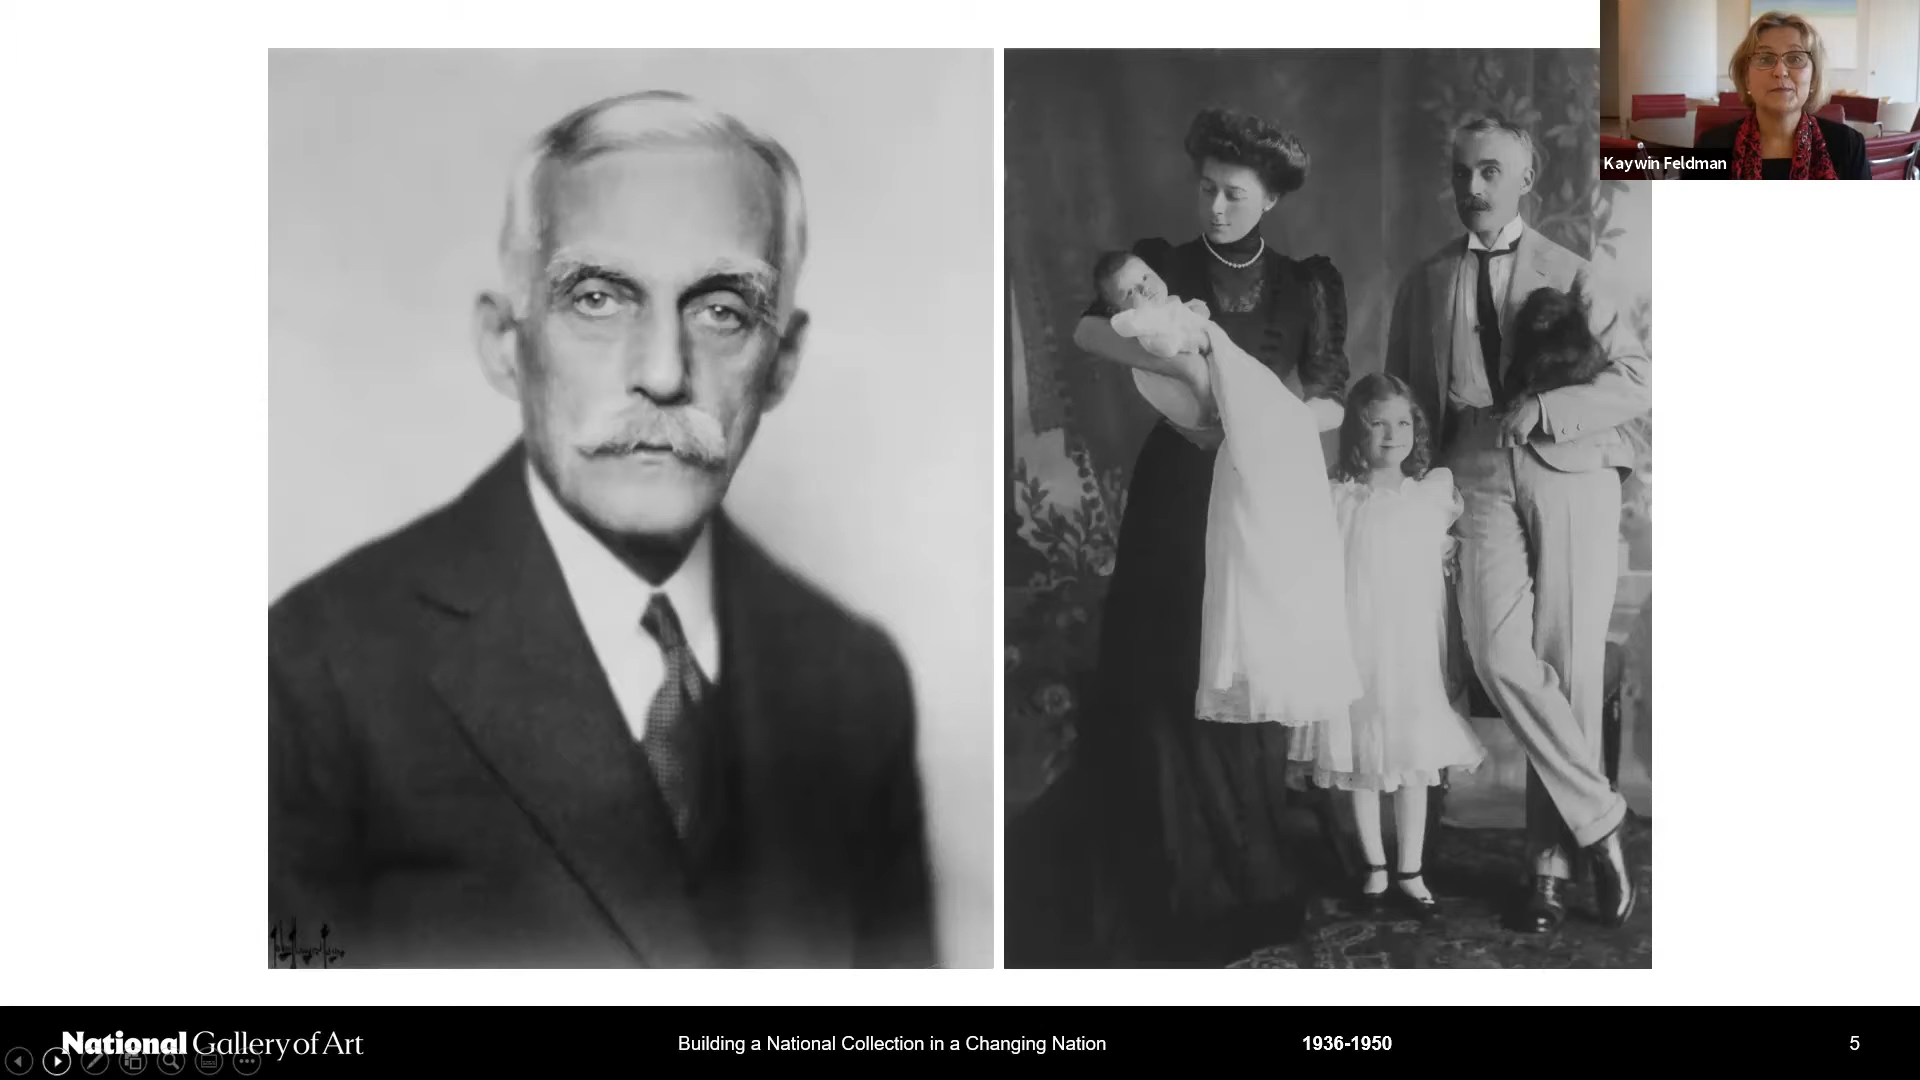 Kaywin Feldman
National Gallery of Art
Building a National Collection in a Changing Nation
1936-1950
5